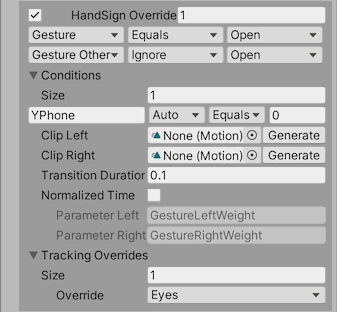 HandSign Override 1
Gesture Equals Open
Gesture Other Ignore Open
Conditions
Size 1
YPhone Auto Equals 0
Clip Left None (Motion) Generate
Clip Right None (Motion) Generate
Transition Duration 0.1
Normalized Time
Parameter Left GestureLeftWeight
Parameter Right GestureRightWeight
Tracking Overrides
Size 1
Override Eyes